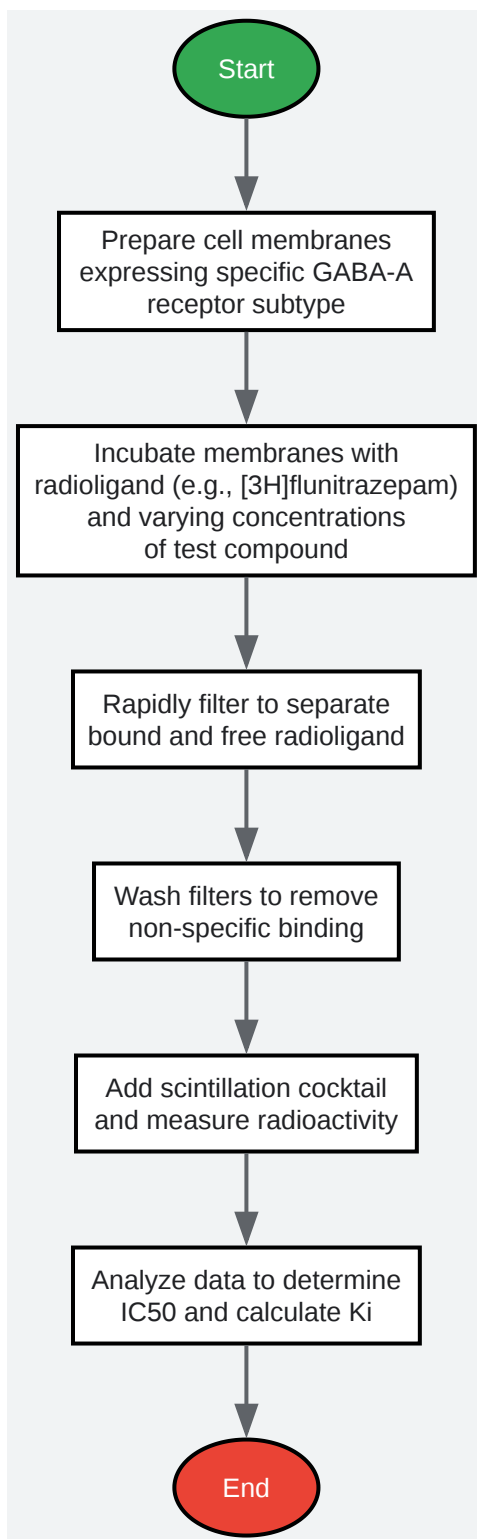 Start
Prepare cell membranes
expressing specific GABA-A
receptor subtype
Incubate membranes with
radioligand (e.g., [3H]flunitrazepam)
and varying concentrations
of test compound
Rapidly filter to separate
bound and free radioligand
Wash filters to remove
non-specific binding
Add scintillation cocktail
and measure radioactivity
Analyze data to determine
IC50 and calculate Ki
End